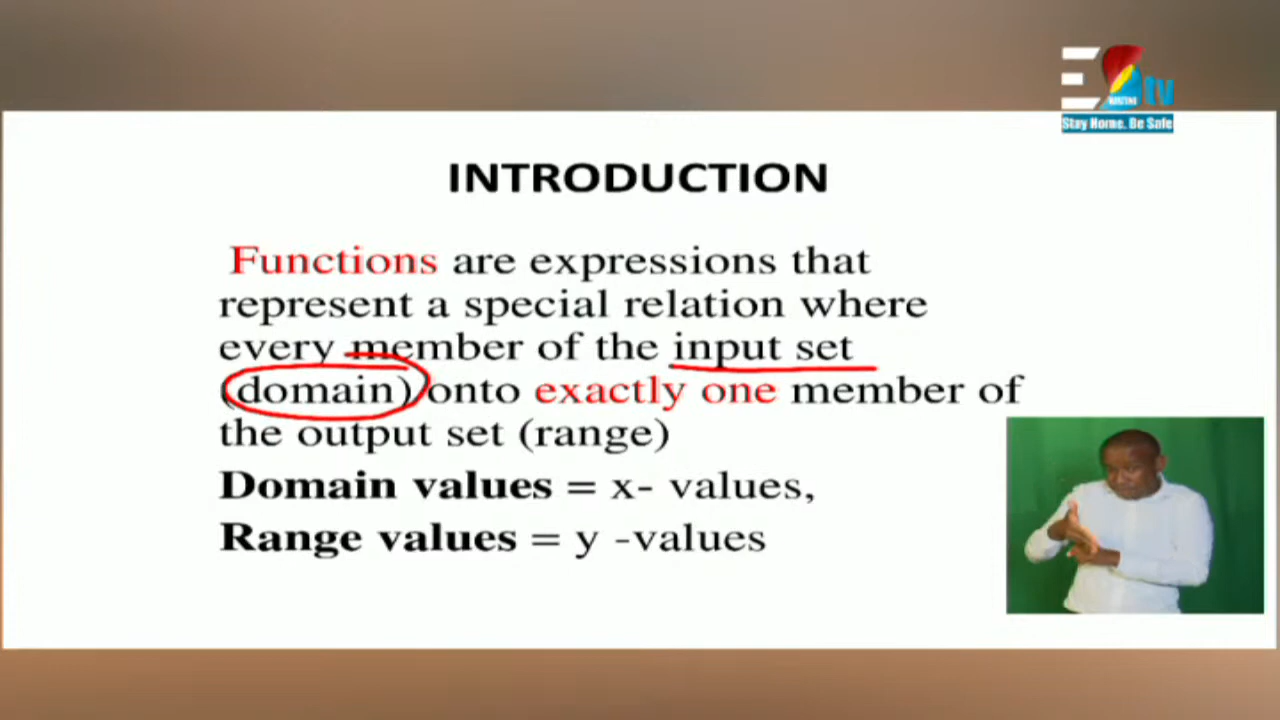 Stay Home. Be Safe
INTRODUCTION
Functions are expressions that
represent a special relation where
every member of the input set
(domain) onto exactly one member of
the output set (range)
Domain values = x- values,
Range values = y -values